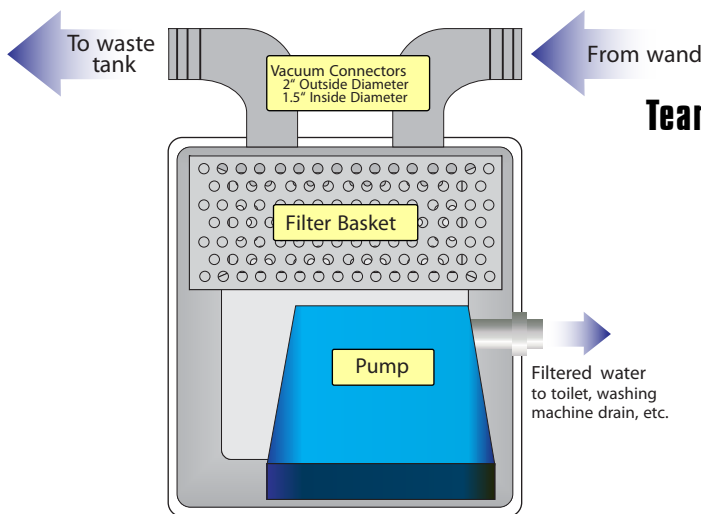 To waste
tank
Vacuum Connectors
2" Outside Diameter
1.5" Inside Diameter
From wand
Filter Basket
Pump
Filtered water
to toilet, washing
machine drain, etc.